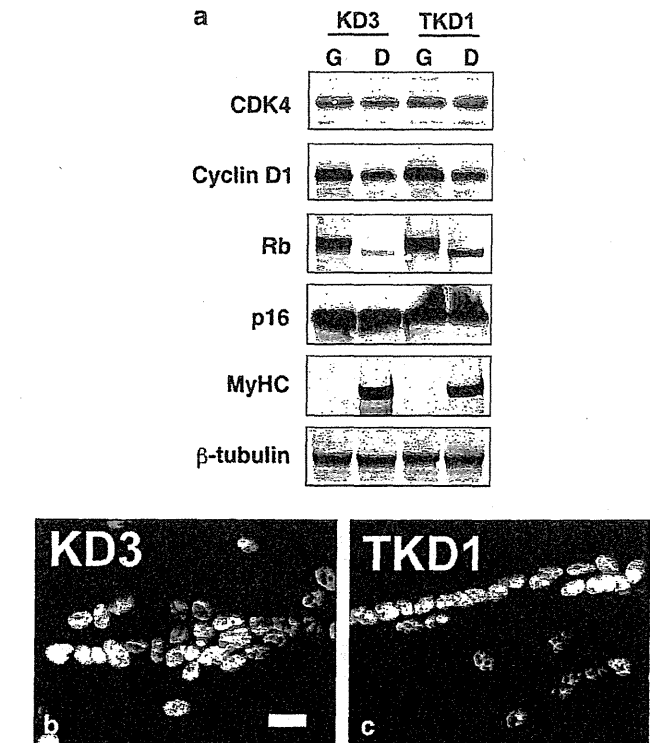 a
KD3 TKD1
G D G D
CDK4
Cyclin D1
Rb
p16
MyHC
β-tubulin
KD3
TKD1
b
c